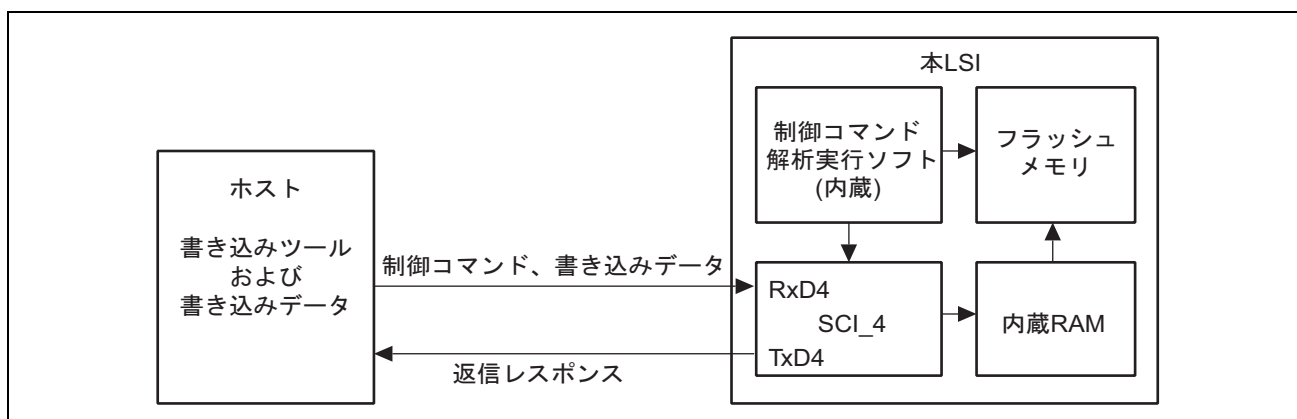 本LSI
制御コマンド
解析実行ソフト
(内蔵)
フラッシュ
メモリ
ホスト
書き込みツール
および
書き込みデータ
制御コマンド、書き込みデータ
返信レスポンス
RxD4
SCI_4
TxD4
内蔵RAM